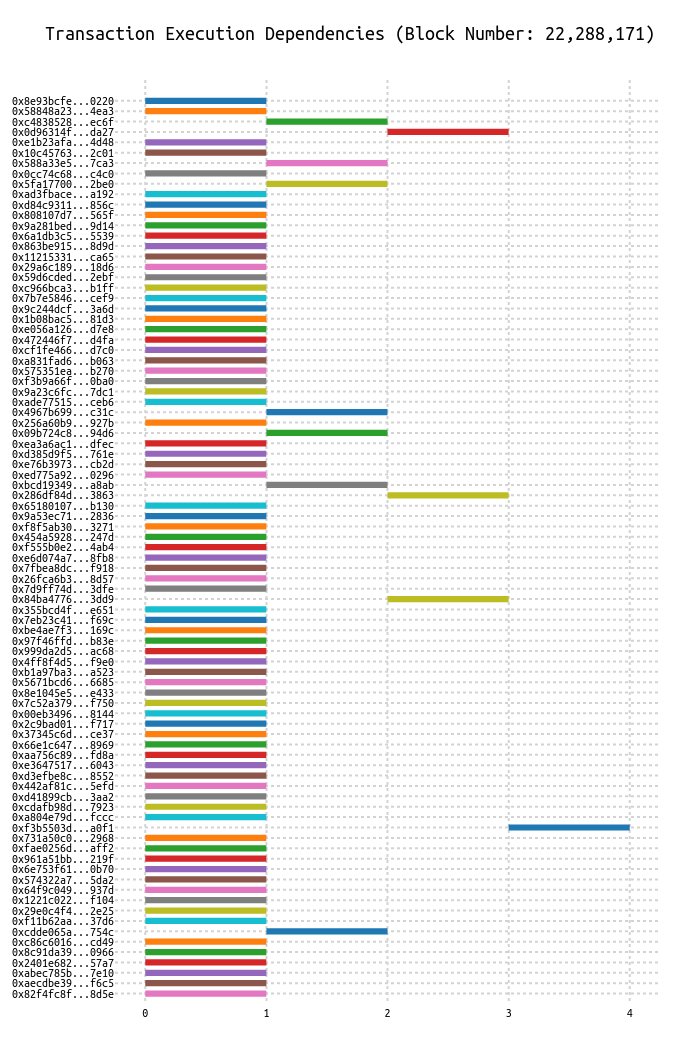 Transaction Execution Dependencies (Block Number: 22,288,171)
0x8e93bcfe...0220
0x58848a23...4ea3
0xc4838528...ec6f
0x0d96314f...da27
0xe1b23afa...4d48
0x10c45763...2c01
0x588a33e5...7ca3
0x0cc74c68...c4c0
0x5fa17700...2be0
0xad3fbace...a192
0xd84c9311...856c
0x808107d7...565f
0x9a281bed...9d14
0x6a1db3c5...5539
0x863be915...8d9d
0x11215331...ca65
0x29a6c189...18d6
0x59d6cded...2ebf
0xc966bca3...b1ff
0x7b7e5846...cef9
0x9c244dcf...3a6d
0x1b08bac5...81d3
0xe056a126...d7e8
0x472446f7...d4fa
0xcf1fe466...d7c0
0xa831fad6...b063
0x575351ea...b270
0xf3b9a66f...0ba0
0x9a23c6fc...7dc1
0xade77515...ceb6
0x4967b699...c31c
0x256a60b9...927b
0x09b724c8...94d6
0xea3a6ac1...dfec
0xd385d9f5...761e
0xe76b3973...cb2d
0xed775a92...0296
0xbcd19349...a8ab
0x286df84d...3863
0x65180107...b130
0x9a53ec71...2836
0xf8f5ab30...3271
0x454a5928...247d
0xf555b0e2...4ab4
0xe6d074a7...8fb8
0x7fbea8dc...f918
0x26fca6b3...8d57
0x7d9ff74d...3dfe
0x84ba4776...3dd9
0x355bcd4f...e651
0x7eb23c41...f69c
0xbe4ae7f3...169c
0x97f46ffd...b83e
0x999da2d5...ac68
0x4ff8f4d5...f9e0
0xb1a97ba3...a523
0x5671bcd6...6685
0x8e1045e5...e433
0x7c52a379...f750
0x00eb3496...8144
0x2c9bad01...f717
0x37345c6d...ce37
0x66e1c647...8969
0xaa756c89...fd8a
0xe3647517...6043
0xd3efbe8c...8552
0x442af81c...5efd
0xd41899cb...3aa2
0xcdafb98d...7923
0xa804e79d...fccc
0xf3b5503d...a0f1
0x731a50c0...2968
0xfae0256d...aff2
0x961a51bb...219f
0x6e753f61...0b70
0x574322a7...5da2
0x64f9c049...937d
0x1221c022...f104
0x29e0c4f4...2e25
0xf11b62aa...37d6
0xcdde065a...754c
0xc86c6016...cd49
0x8c91da39...0966
0x2401e682...57a7
0xabec785b...7e10
0xaecdbe39...f6c5
0x82f4fc8f...8d5e
0 1 2 3 4